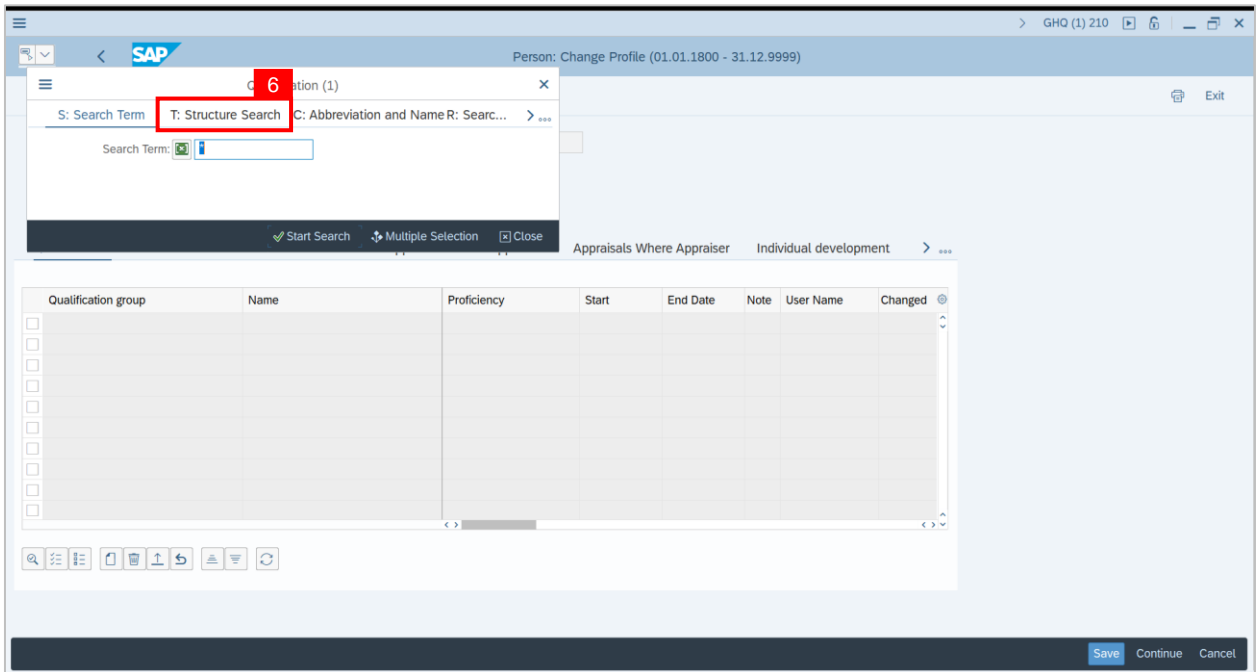 GHQ (1) 210
SAP
Person: Change Profile (01.01.1800 - 31.12.9999)
6
ation (1)
Exit
S: Search Term
T: Structure Search
C: Abbreviation and Name
R: Searc...
Search Term:
*
Start Search
Multiple Selection
Close
Appraisals Where Appraiser
Individual development
Qualification group
Name
Proficiency
Start
End Date
Note
User Name
Changed
Save
Continue
Cancel